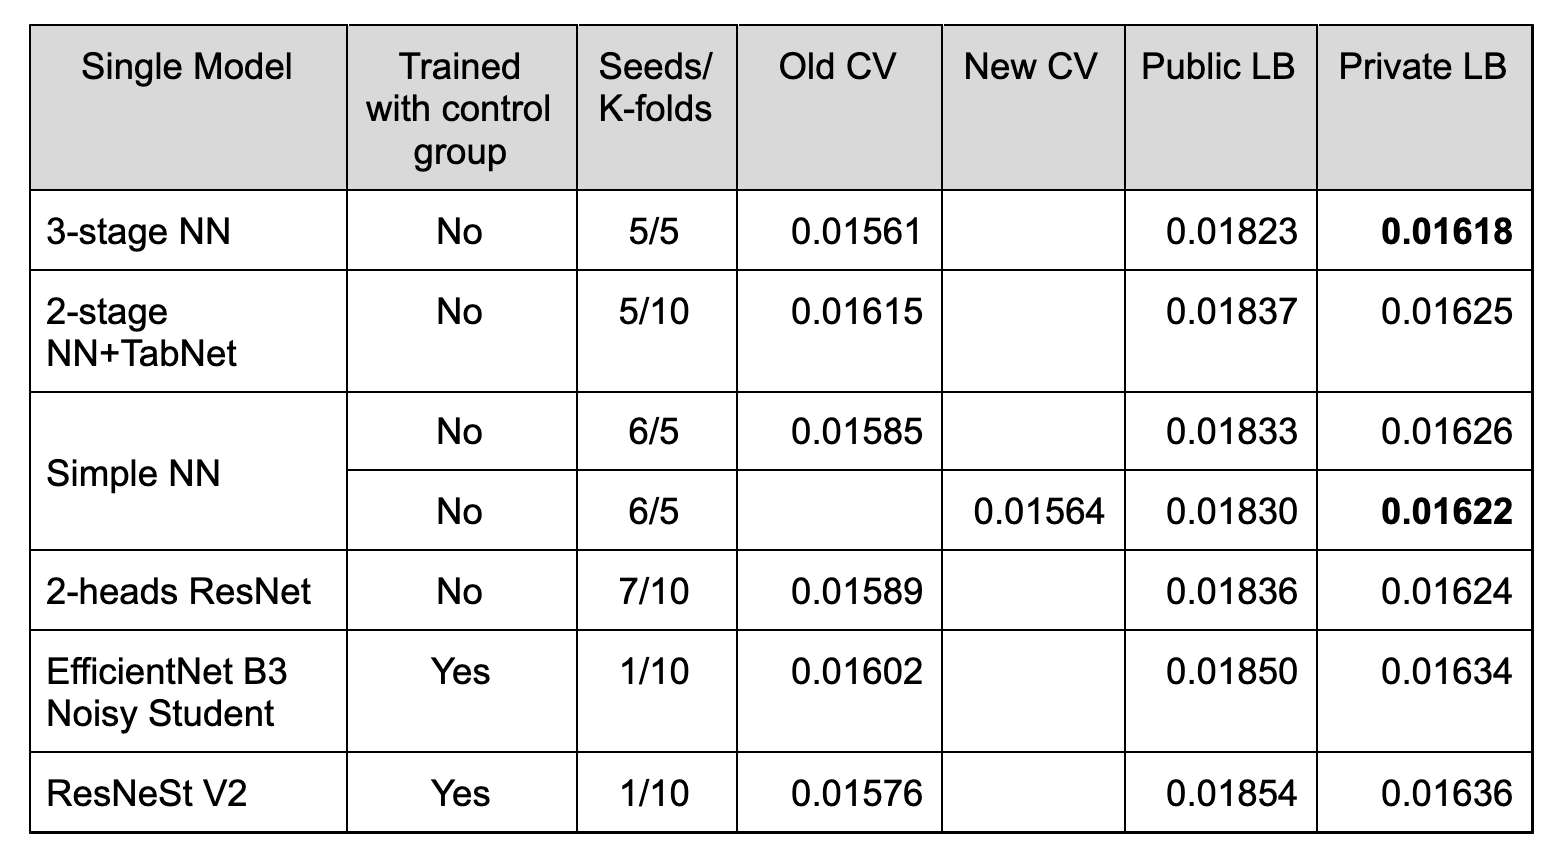 Single Model Trained with control group Seeds/ K-folds Old CV New CV Public LB Private LB
3-stage NN No 5/5 0.01561 0.01823 0.01618
2-stage NN+TabNet No 5/10 0.01615 0.01837 0.01625
Simple NN No 6/5 0.01585 0.01833 0.01626
No 6/5 0.01564 0.01830 0.01622
2-heads ResNet No 7/10 0.01589 0.01836 0.01624
EfficientNet B3 Noisy Student Yes 1/10 0.01602 0.01850 0.01634
ResNeSt V2 Yes 1/10 0.01576 0.01854 0.01636